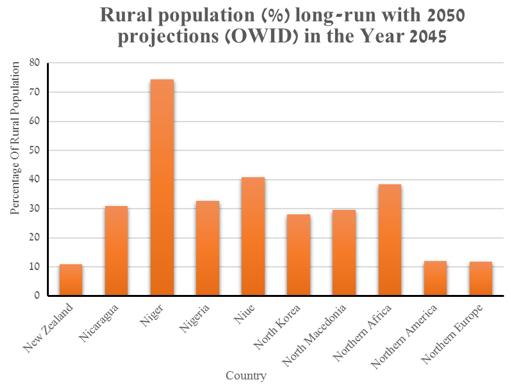 Rural population (%) long-run with 2050
projections (OWID) in the Year 2045
Percentage Of Rural Population
80
70
60
50
40
30
20
10
0
New Zealand
Nicaragua
Niger
Nigeria
Niue
North Korea
North Macedonia
Northern Africa
Northern America
Northern Europe
Country